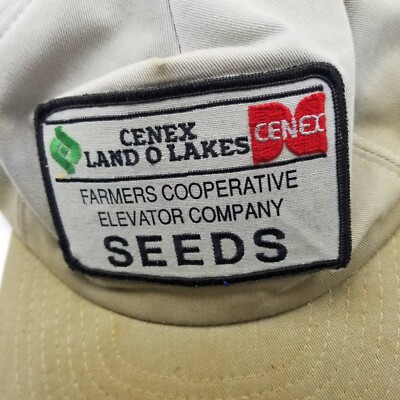 CENEX
LAND O LAKES
CENEX
FARMERS COOPERATIVE
ELEVATOR COMPANY
SEEDS